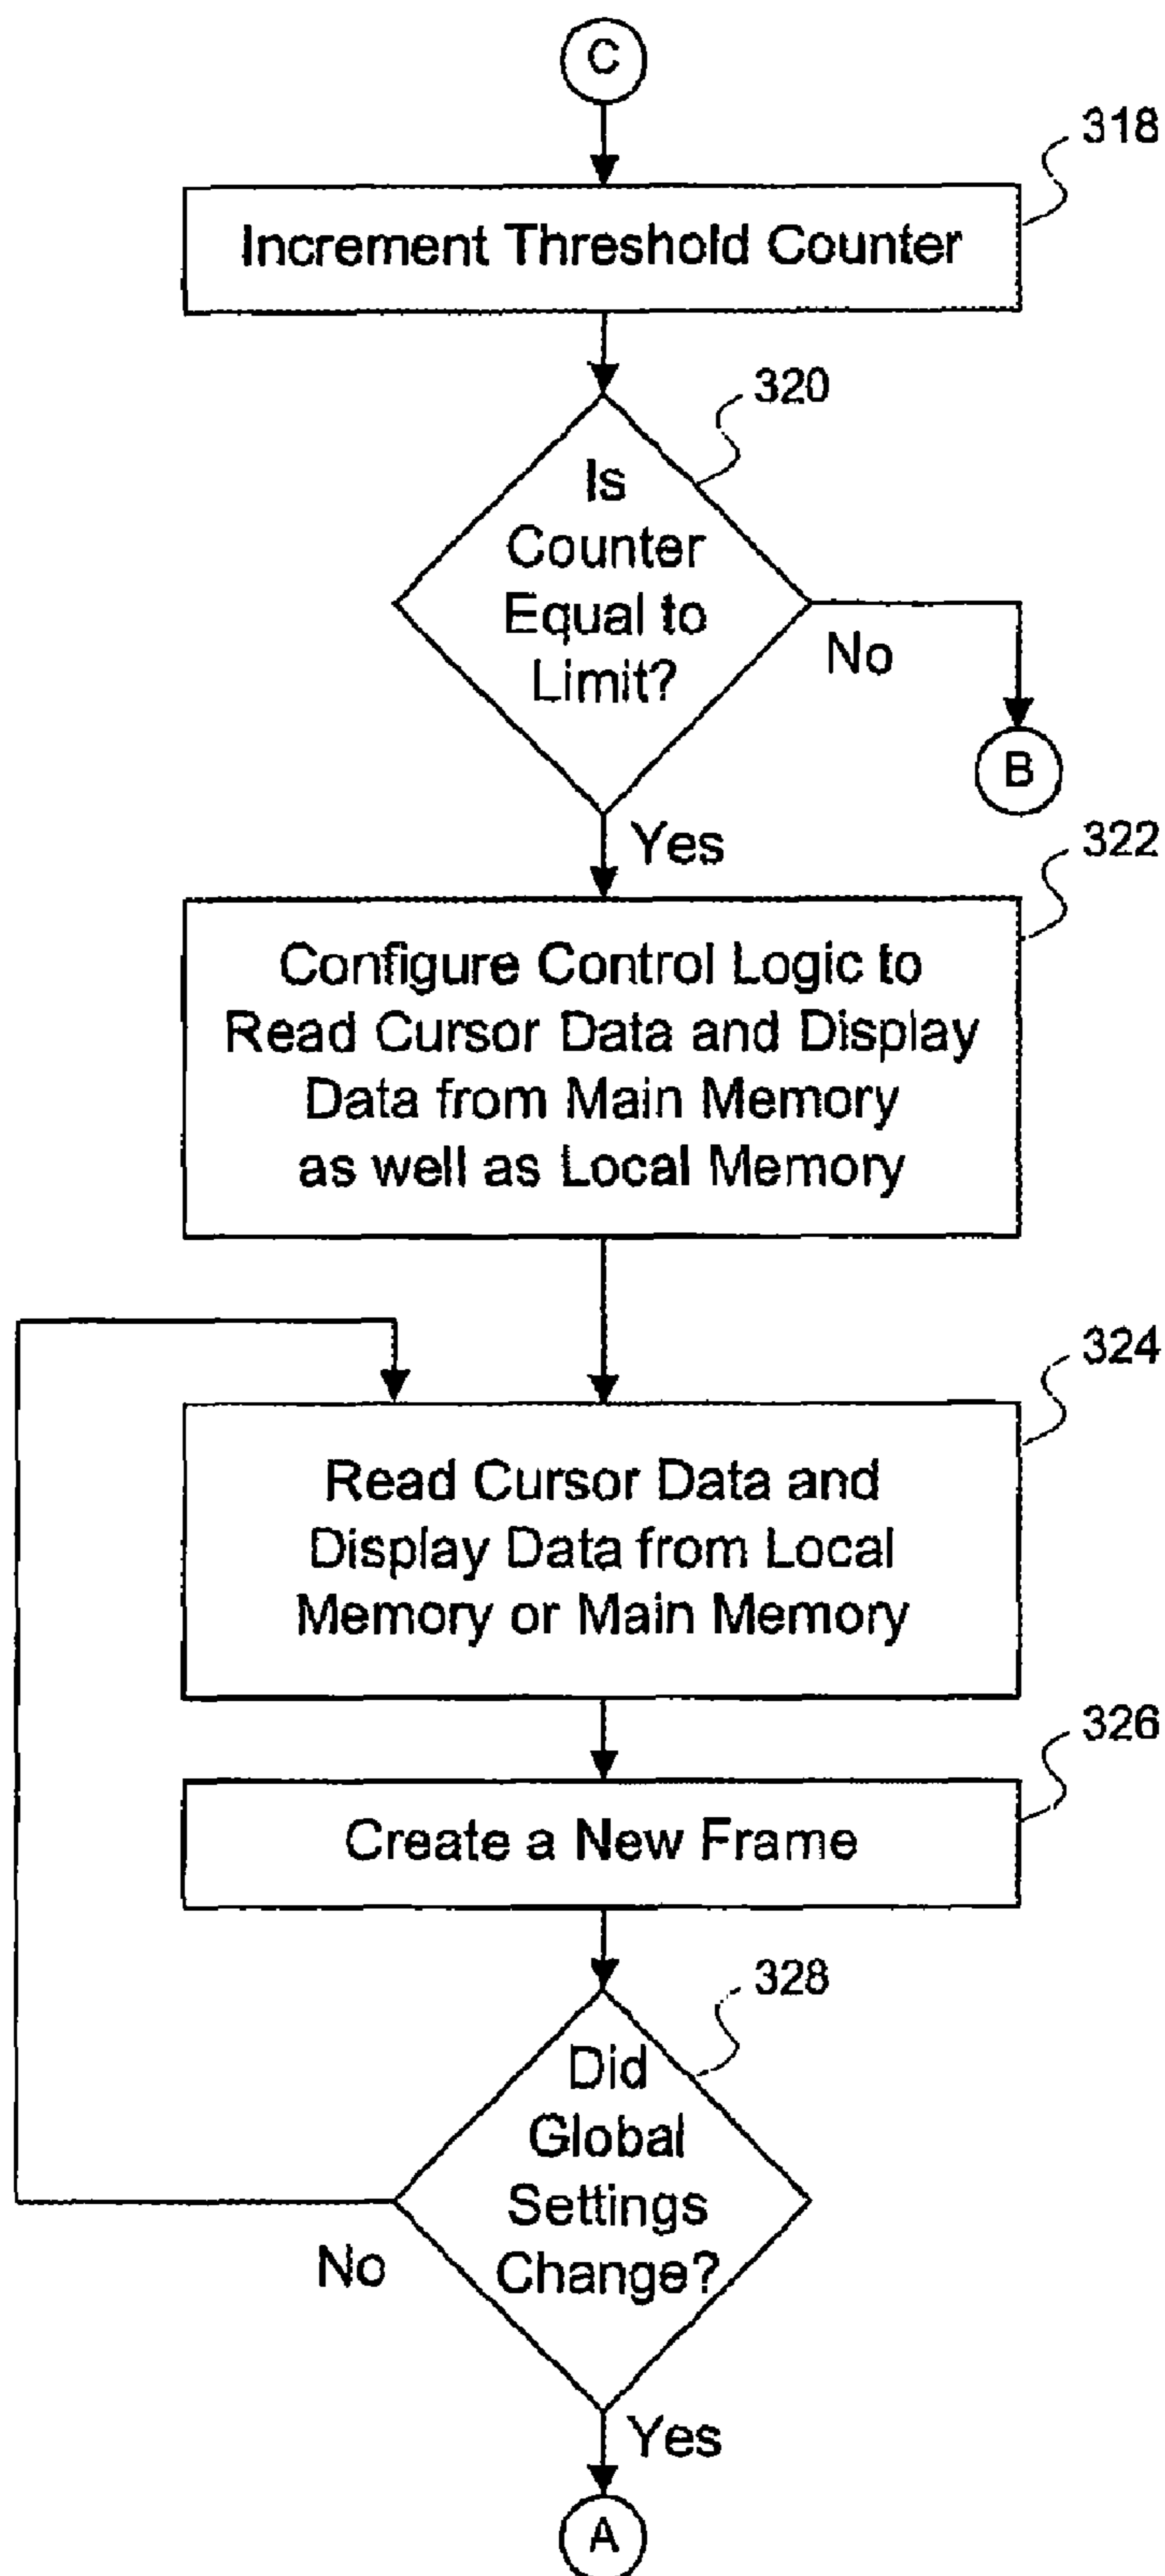 C
318
Increment Threshold Counter
320
Is
Counter
Equal to
Limit?
No
B
Yes
322
Configure Control Logic to
Read Cursor Data and Display
Data from Main Memory
as well as Local Memory
324
Read Cursor Data and
Display Data from Local
Memory or Main Memory
326
Create a New Frame
328
Did
Global
Settings
Change?
No
Yes
A